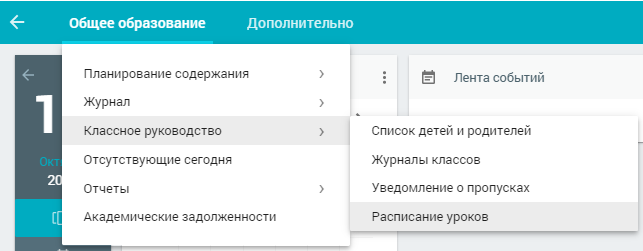 Общее образование
Дополнительно
Планирование содержания
Журнал
Классное руководство
Отсутствующие сегодня
Отчеты
Академические задолженности
Список детей и родителей
Журналы классов
Уведомление о пропусках
Расписание уроков
Лента событий
1
Окт
20